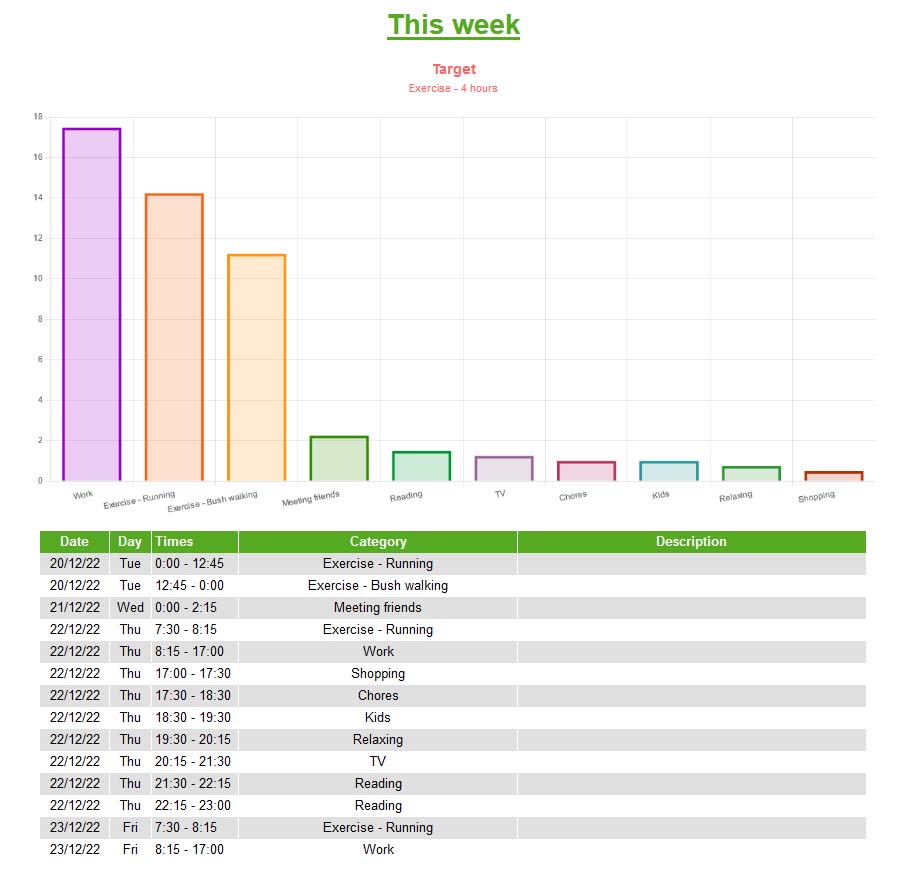 This week
Target
Exercise - 4 hours
18
16
14
12
10
8
6
4
2
0
Work
Exercise - Running
Exercise - Bush walking
Meeting friends
Reading
TV
Chores
Kids
Relaxing
Shopping
Date Day Times Category Description
20/12/22 Tue 0:00 - 12:45 Exercise - Running
20/12/22 Tue 12:45 - 0:00 Exercise - Bush walking
21/12/22 Wed 0:00 - 2:15 Meeting friends
22/12/22 Thu 7:30 - 8:15 Exercise - Running
22/12/22 Thu 8:15 - 17:00 Work
22/12/22 Thu 17:00 - 17:30 Shopping
22/12/22 Thu 17:30 - 18:30 Chores
22/12/22 Thu 18:30 - 19:30 Kids
22/12/22 Thu 19:30 - 20:15 Relaxing
22/12/22 Thu 20:15 - 21:30 TV
22/12/22 Thu 21:30 - 22:15 Reading
22/12/22 Thu 22:15 - 23:00 Reading
23/12/22 Fri 7:30 - 8:15 Exercise - Running
23/12/22 Fri 8:15 - 17:00 Work